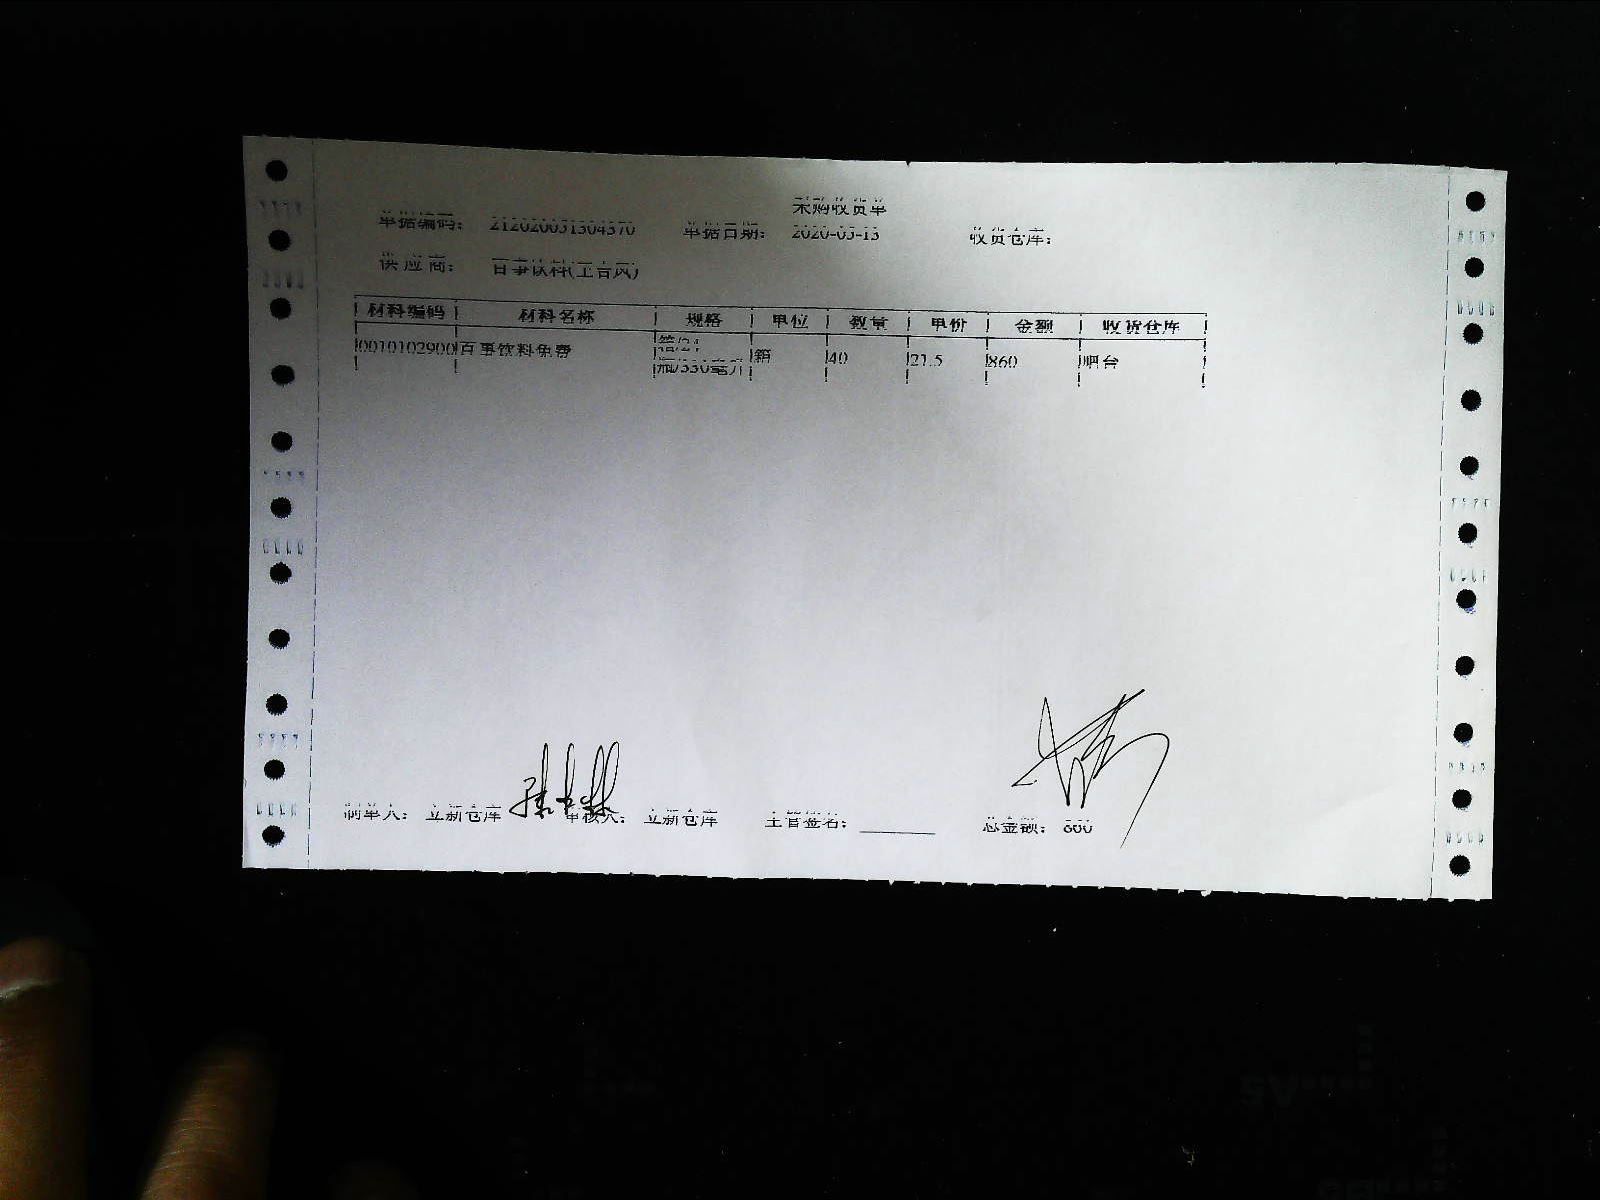 采购收货单
单据编码： 212020031304370 单据日期： 2020-03-13 收货仓库：
供应商： 百事饮料(王音风)
材料编码 材料名称 规格 单位 数量 单价 金额 收货仓库
0010102900 百事饮料免费 箱/24瓶/330毫升 箱 40 21.5 860 烟台
制单人： 立新仓库 审核人： 立新仓库 主管签名： 总金额： 860